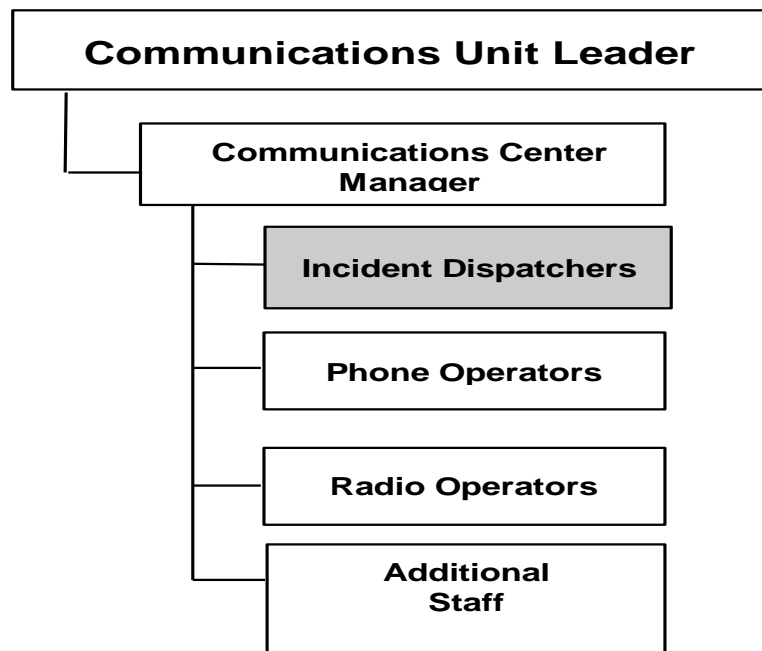 Communications Unit Leader
Communications Center
Manager
Incident Dispatchers
Phone Operators
Radio Operators
Additional
Staff